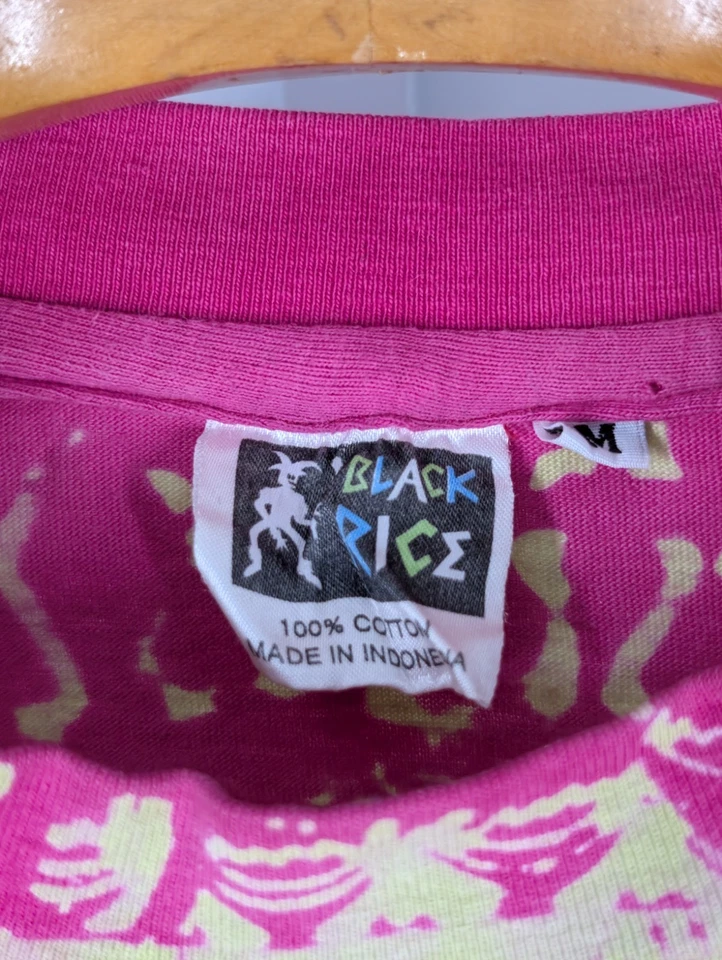 BLACK
RICE
100% COTTON
MADE IN INDONESIA
M